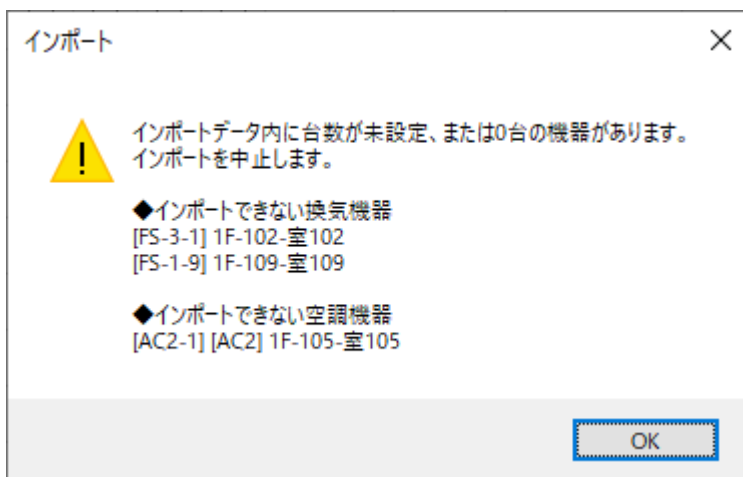 インポート
インポートデータ内に台数が未設定、または0台の機器があります。
インポートを中止します。
◆インポートできない換気機器
[FS-3-1] 1F-102-室102
[FS-1-9] 1F-109-室109
◆インポートできない空調機器
[AC2-1] [AC2] 1F-105-室105
OK